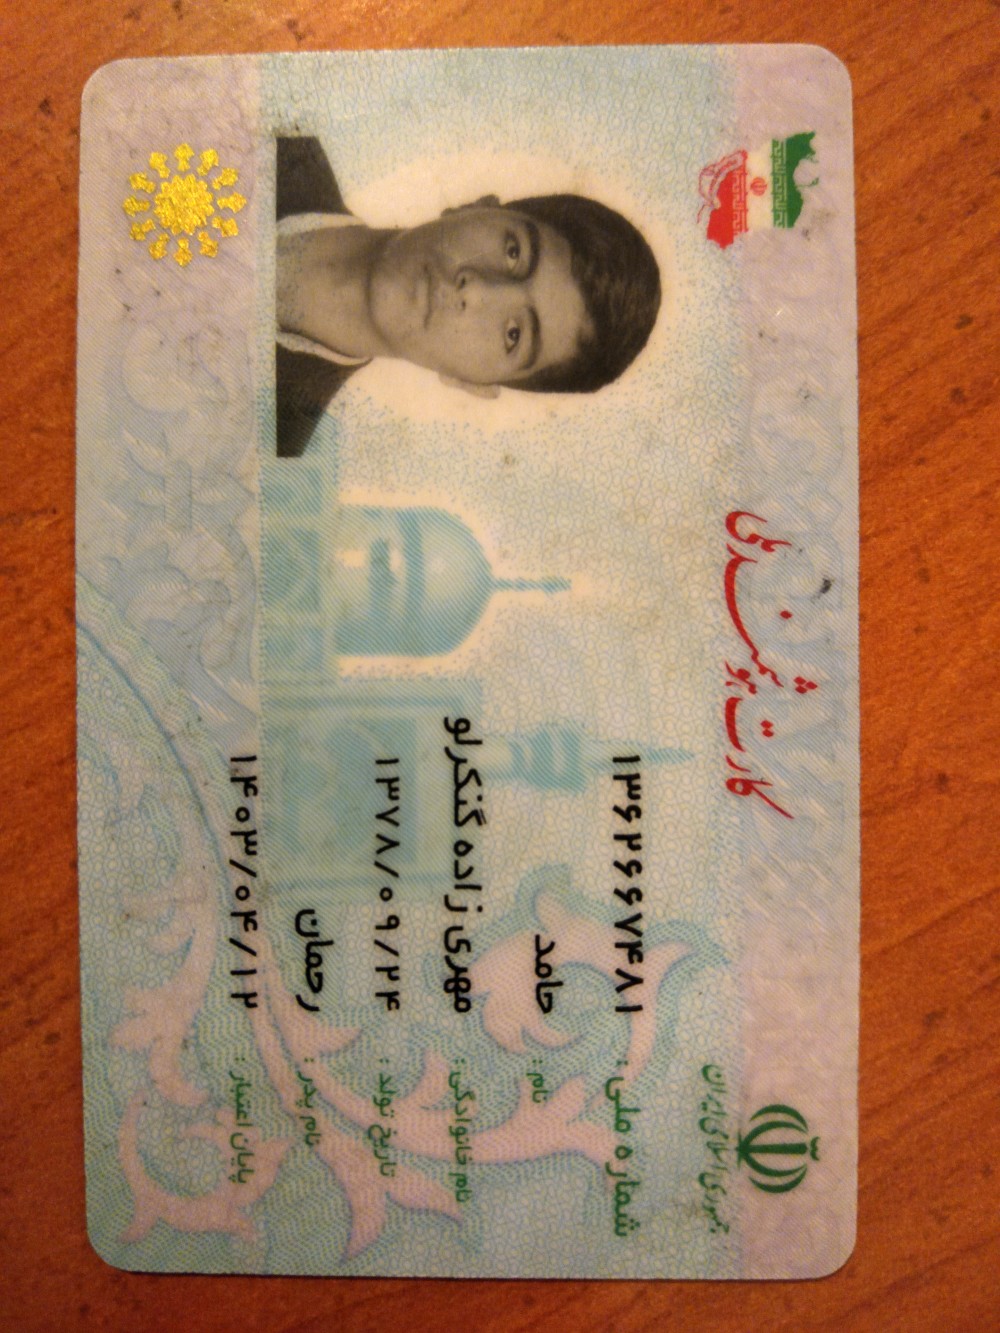 کارت هوشمند ملی
جمهوری اسلامی ایران
شماره ملی : ۱۳۶۲۶۶۷۴۸۱
نام : حامد
نام خانوادگی : مهری زاده گنگرلو
تاریخ تولد : ۱۳۷۸/۰۹/۲۴
نام پدر : رحمان
پایان اعتبار : ۱۴۰۳/۰۴/۱۲